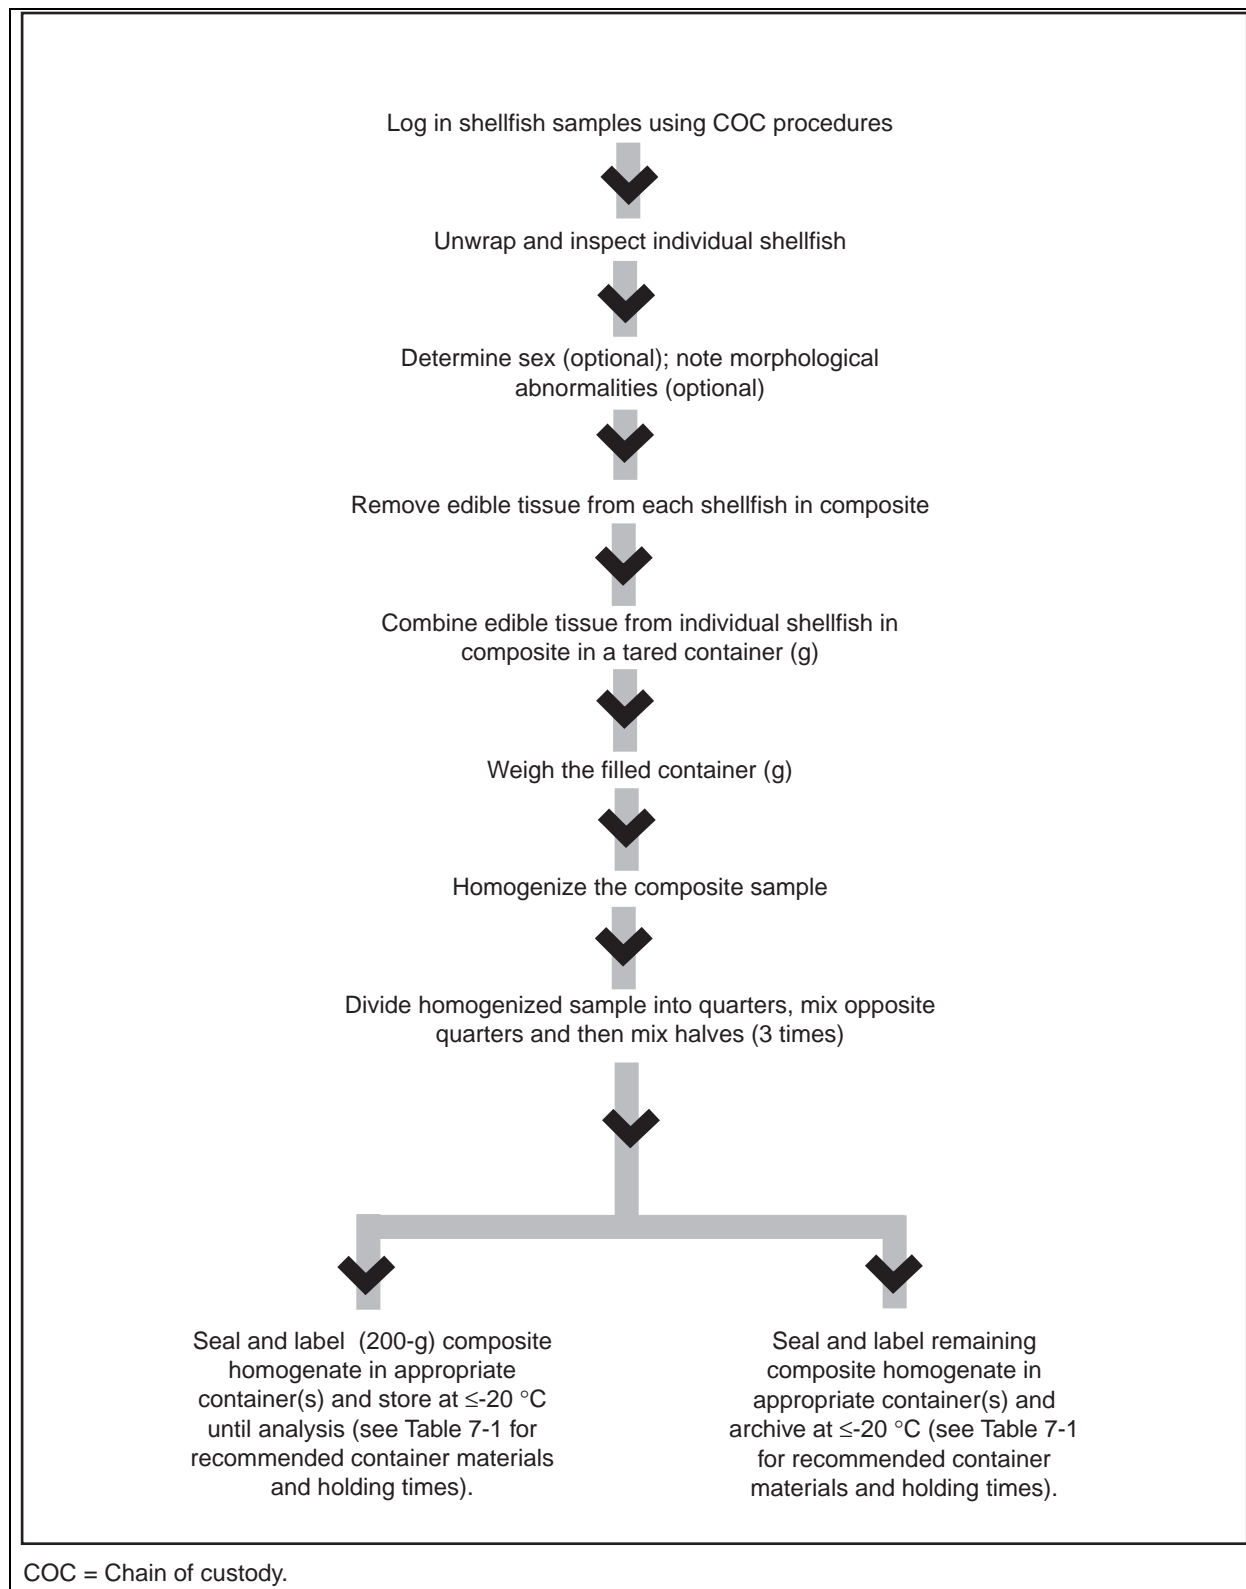 Log in shellfish samples using COC procedures
Unwrap and inspect individual shellfish
Determine sex (optional); note morphological
abnormalities (optional)
Remove edible tissue from each shellfish in composite
Combine edible tissue from individual shellfish in
composite in a tared container (g)
Weigh the filled container (g)
Homogenize the composite sample
Divide homogenized sample into quarters, mix opposite
quarters and then mix halves (3 times)
Seal and label (200-g) composite
homogenate in appropriate
container(s) and store at ≤-20 °C
until analysis (see Table 7-1 for
recommended container materials
and holding times).
Seal and label remaining
composite homogenate in
appropriate container(s) and
archive at ≤-20 °C (see Table 7-1
for recommended container
materials and holding times).
COC = Chain of custody.